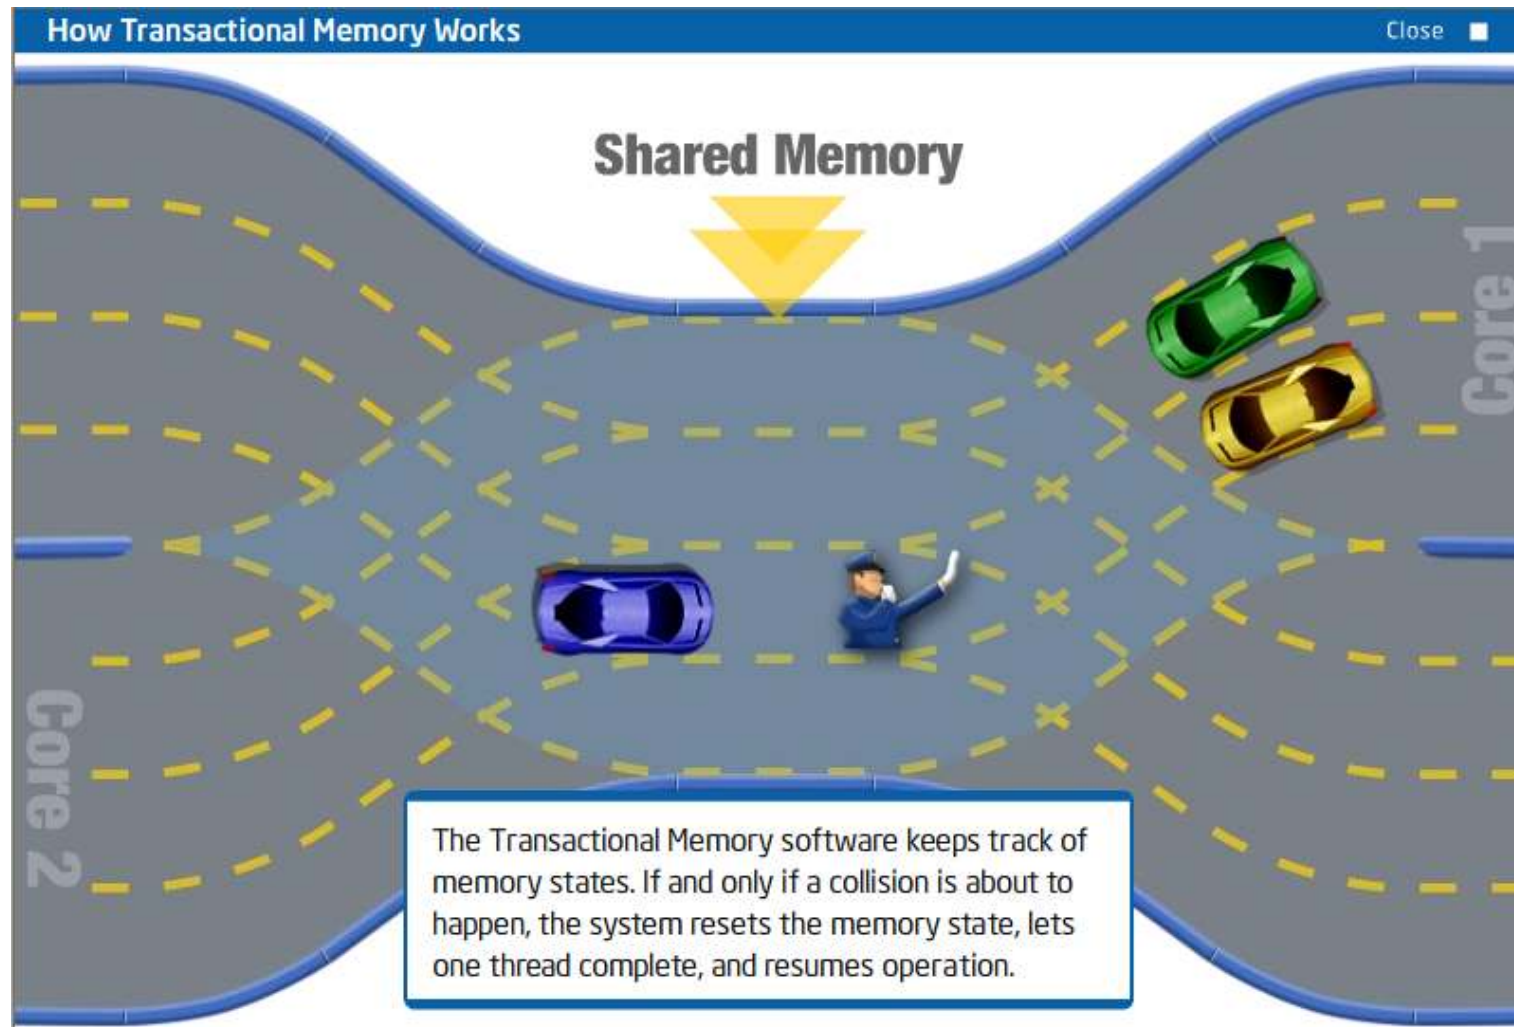 How Transactional Memory Works
Close
Shared Memory
Core 1
Core 2
The Transactional Memory software keeps track of
memory states. If and only if a collision is about to
happen, the system resets the memory state, lets
one thread complete, and resumes operation.